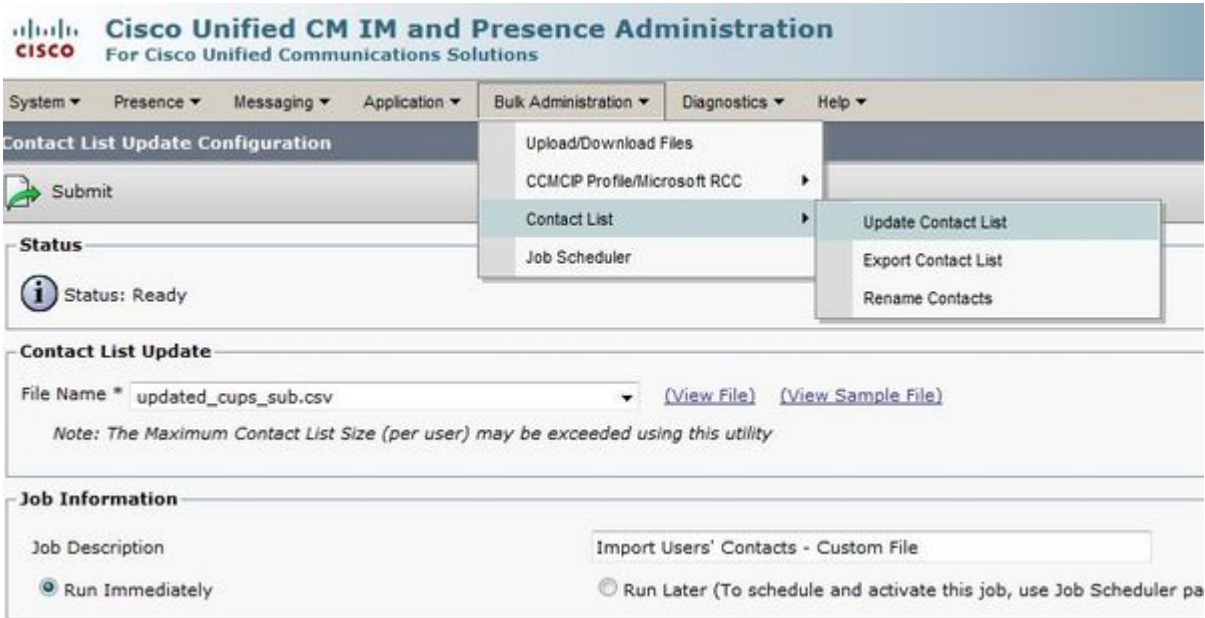 CISCO Cisco Unified CM IM and Presence Administration
For Cisco Unified Communications Solutions
System Presence Messaging Application Bulk Administration Diagnostics Help
Contact List Update Configuration
Upload/Download Files
CCMCIP Profile/Microsoft RCC
Contact List
Job Scheduler
Update Contact List
Export Contact List
Rename Contacts
Submit
Status
i Status: Ready
Contact List Update
File Name * updated_cups_sub.csv (View File) (View Sample File)
Note: The Maximum Contact List Size (per user) may be exceeded using this utility
Job Information
Job Description Import Users' Contacts - Custom File
Run Immediately Run Later (To schedule and activate this job, use Job Scheduler pa